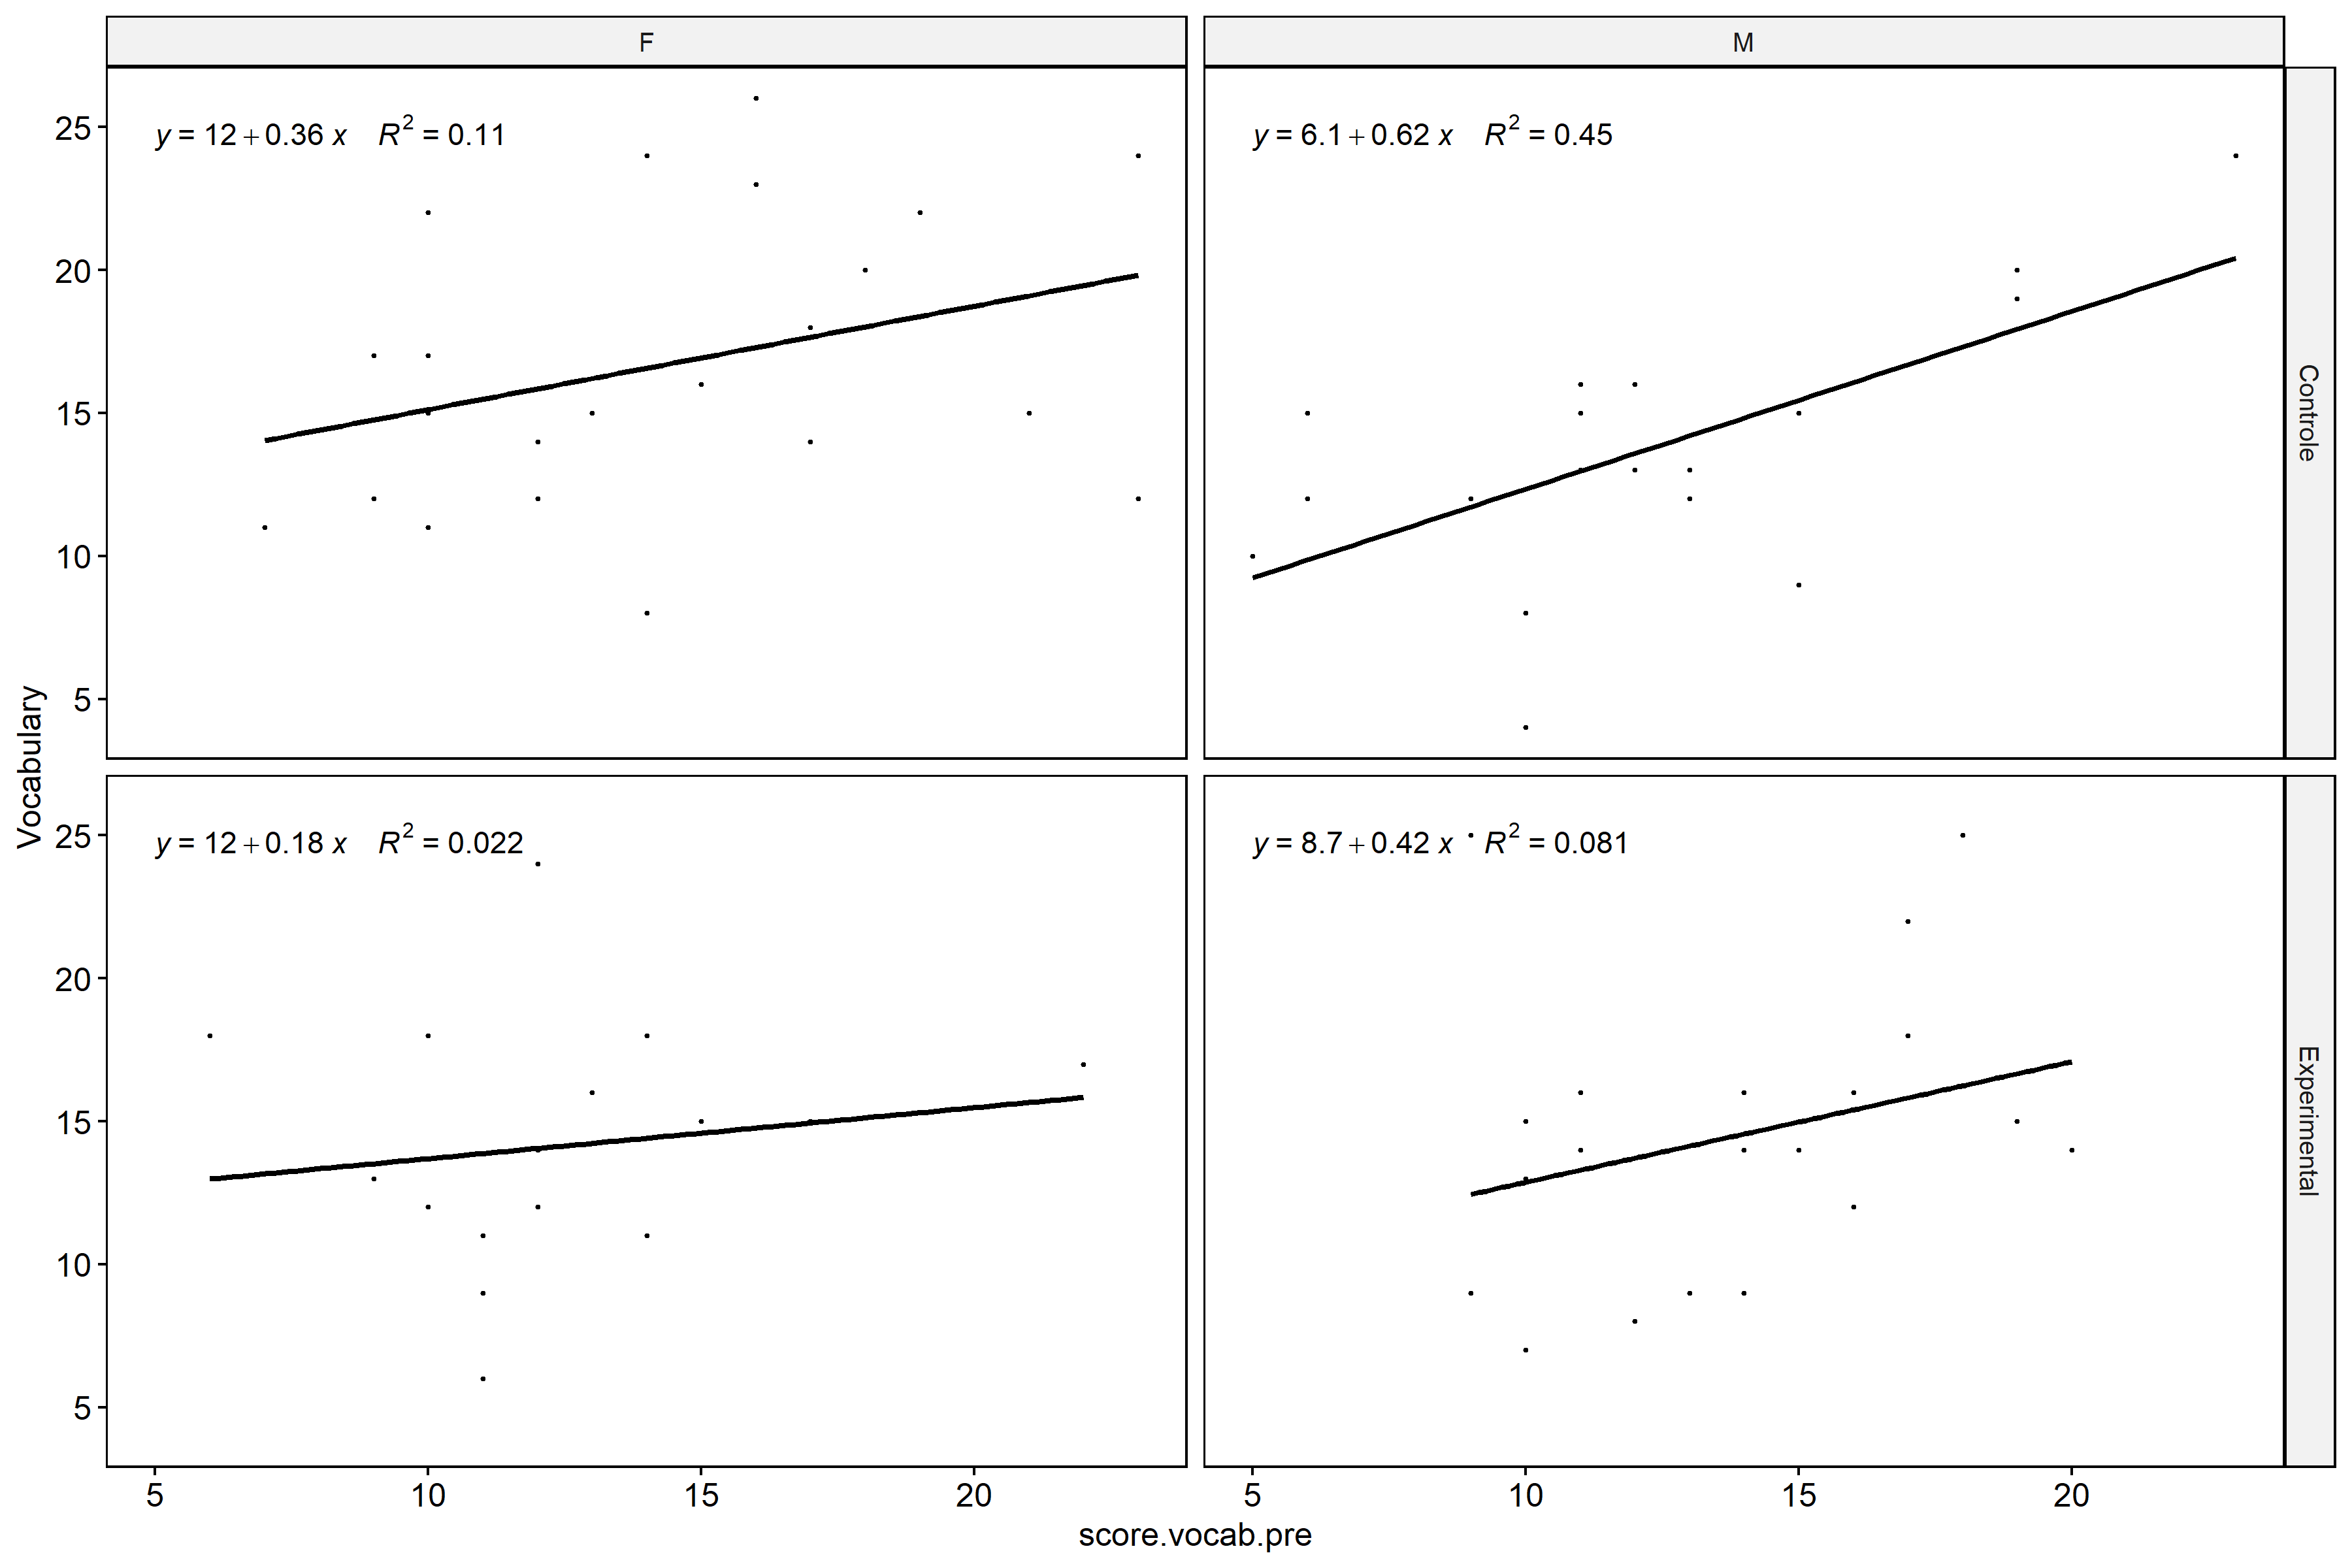 F
M
y = 12 + 0.36 x R² = 0.11
y = 6.1 + 0.62 x R² = 0.45
25
20
15
10
5
Controle
Vocabulary
y = 12 + 0.18 x R² = 0.022
y = 8.7 + 0.42 x R² = 0.081
25
20
15
10
5
Experimental
5 10 15 20
5 10 15 20
score.vocab.pre